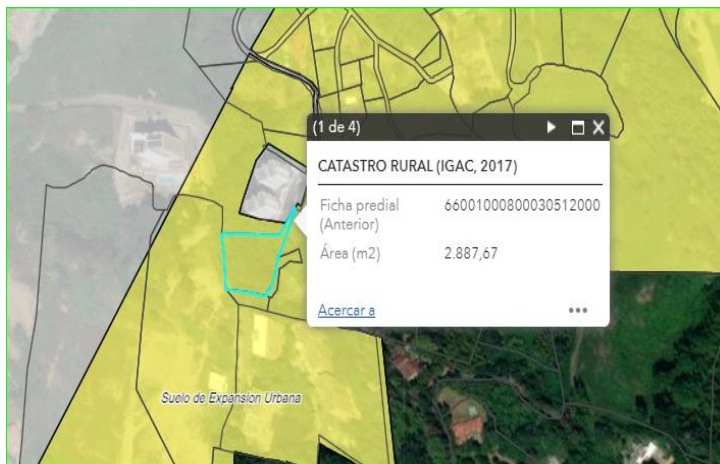 (1 de 4)
CATASTRO RURAL (IGAC, 2017)
Ficha predial 66001000800030512000
(Anterior)
Área (m2) 2.887,67
Acercar a
Suelo de Expansion Urbana